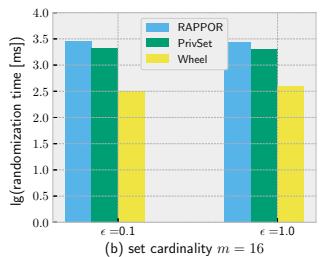 lg(randomization time [ms])
4.0
3.5
3.0
2.5
2.0
1.5
1.0
0.5
0.0
RAPPOR
PrivSet
Wheel
ϵ =0.1
ϵ =1.0
(b) set cardinality m = 16